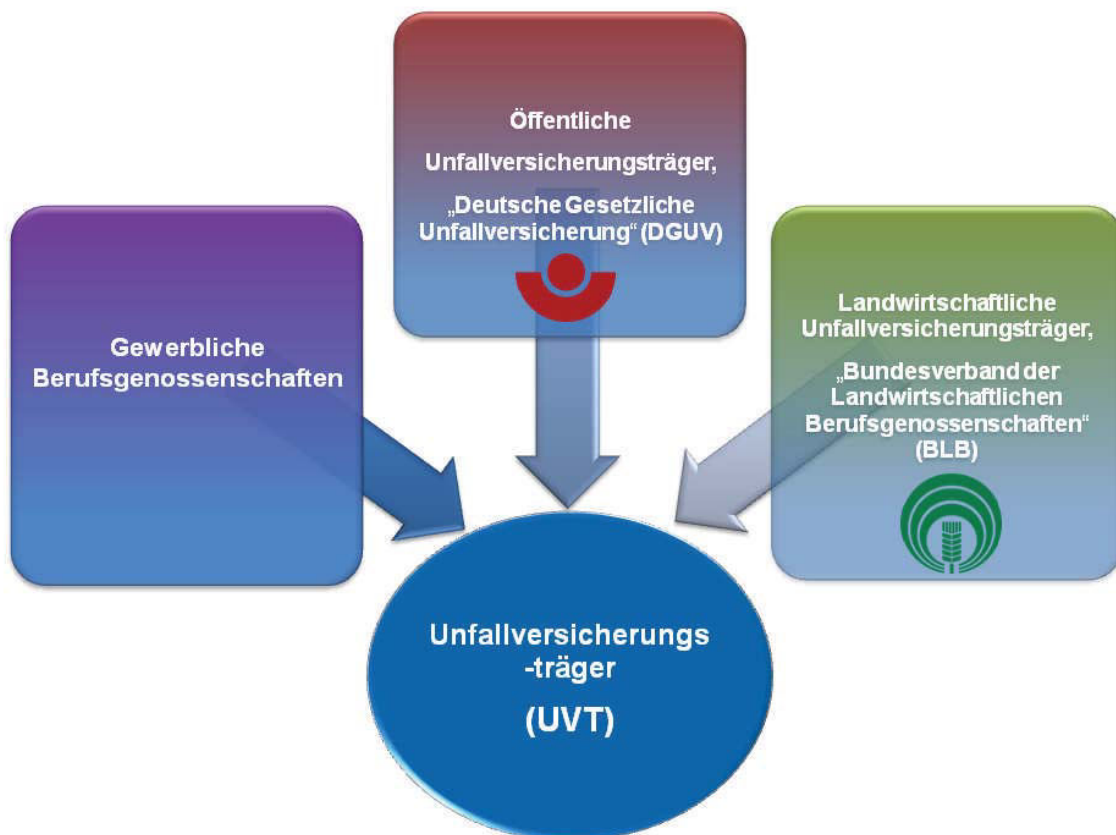 Öffentliche
Unfallversicherungsträger,
„Deutsche Gesetzliche
Unfallversicherung“ (DGUV)
Gewerbliche
Berufsgenossenschaften
Landwirtschaftliche
Unfallversicherungsträger,
„Bundesverband der
Landwirtschaftlichen
Berufsgenossenschaften“
(BLB)
Unfallversicherungs
-träger
(UVT)